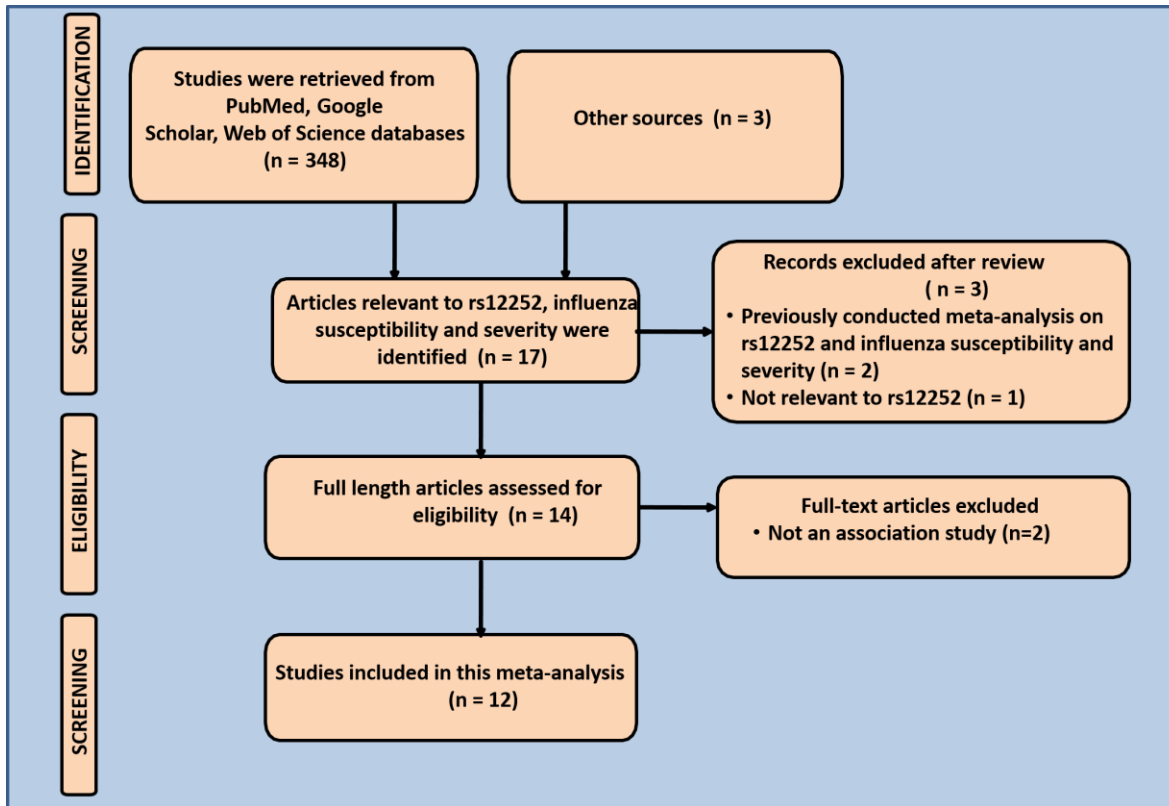 IDENTIFICATION
Studies were retrieved from
PubMed, Google
Scholar, Web of Science databases
(n = 348)
Other sources (n = 3)
SCREENING
Articles relevant to rs12252, influenza
susceptibility and severity were
identified (n = 17)
Records excluded after review
( n = 3)
• Previously conducted meta-analysis on
rs12252 and influenza susceptibility and
severity (n = 2)
• Not relevant to rs12252 (n = 1)
ELIGIBILITY
Full length articles assessed for
eligibility (n = 14)
Full-text articles excluded
• Not an association study (n=2)
SCREENING
Studies included in this meta-analysis
(n = 12)